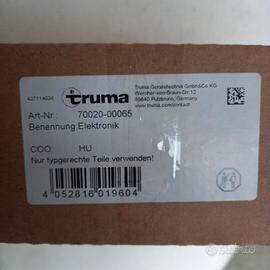 truma
Truma Gerätetechnik GmbH&Co KG
Wernher-von-Braun-Str.12
85640 Putzbrunn, Germany
www.truma.com/contact
Art-Nr.: 70020-00065
Benennung:Elektronik
COO: HU
Nur typgerechte Teile verwenden!
4 052816 019604
subito